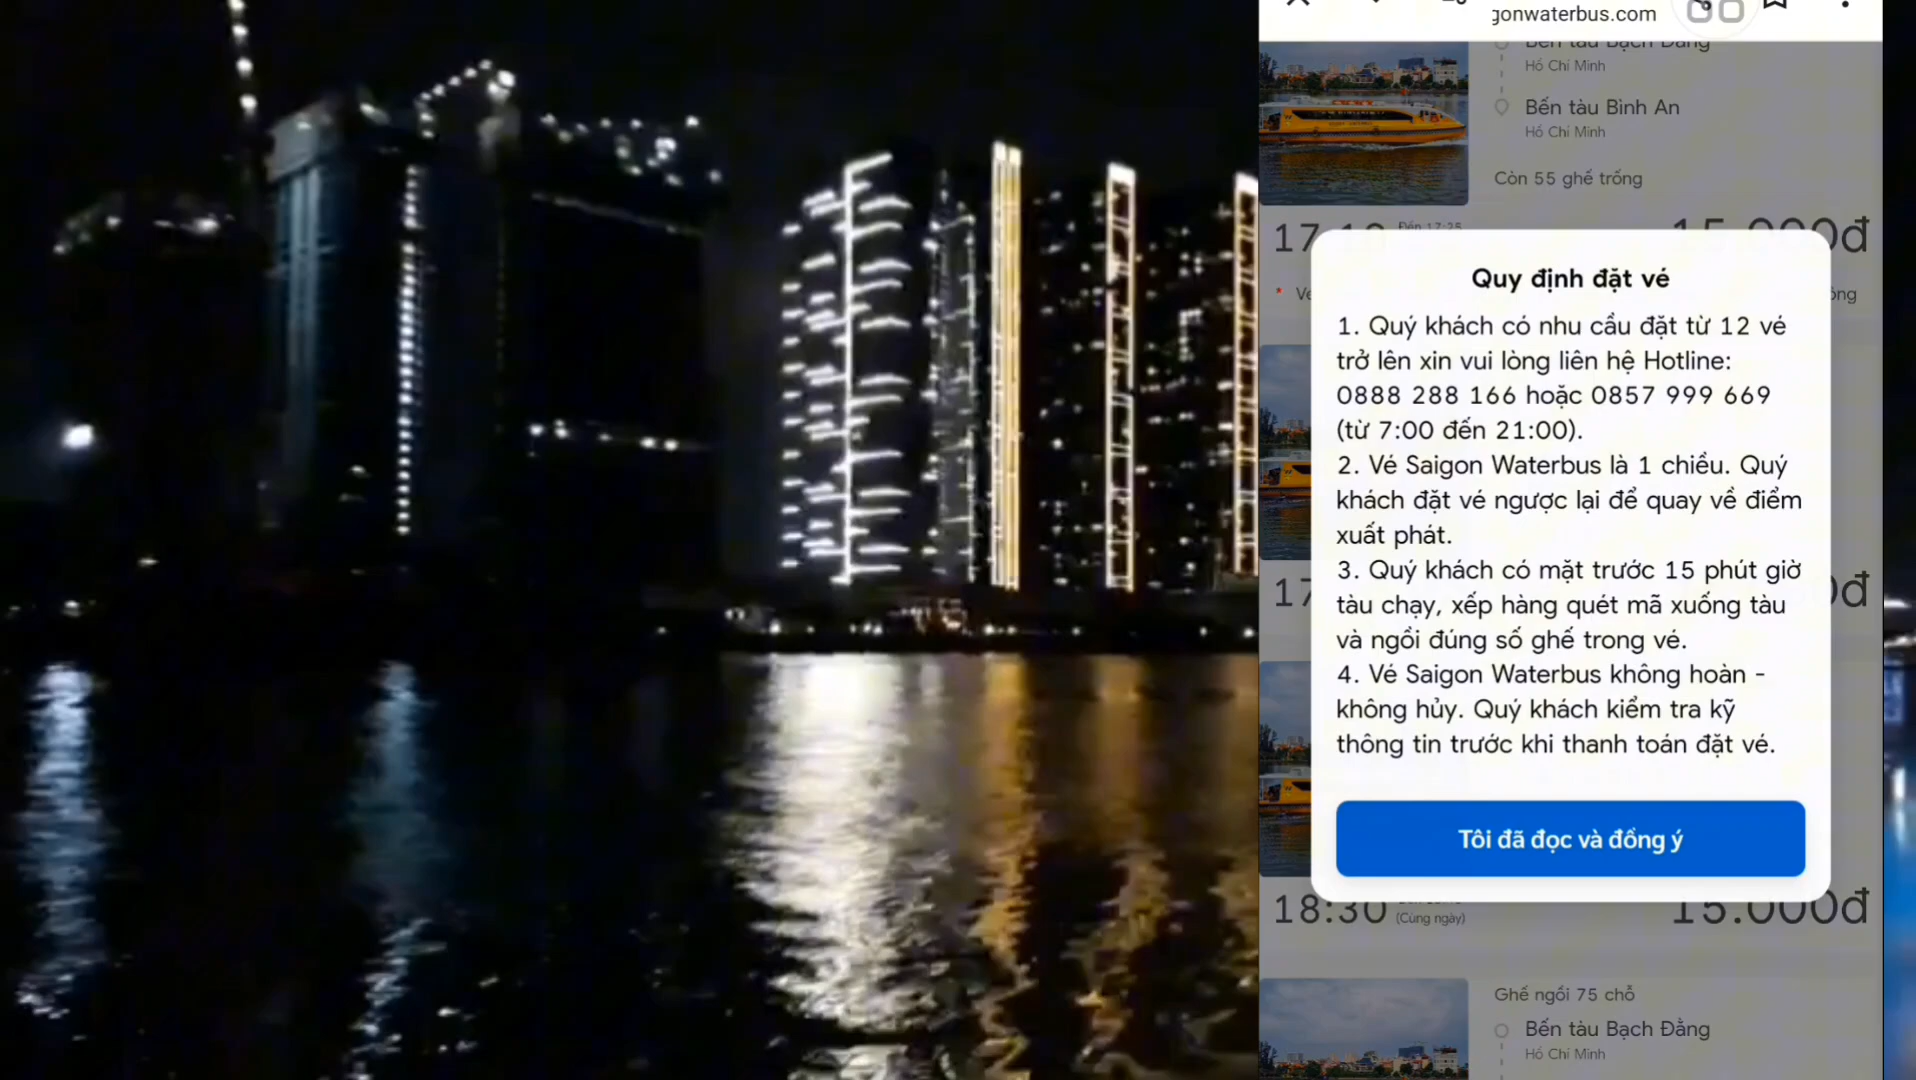 gonwaterbus.com
Bến tàu Bạch Đằng
Hồ Chí Minh
Bến tàu Bình An
Hồ Chí Minh
Còn 55 ghế trống
Quy định đặt vé
1. Quý khách có nhu cầu đặt từ 12 vé
trở lên xin vui lòng liên hệ Hotline:
0888 288 166 hoặc 0857 999 669
(từ 7:00 đến 21:00).
2. Vé Saigon Waterbus là 1 chiều. Quý
khách đặt vé ngược lại để quay về điểm
xuất phát.
3. Quý khách có mặt trước 15 phút giờ
tàu chạy, xếp hàng quét mã xuống tàu
và ngồi đúng số ghế trong vé.
4. Vé Saigon Waterbus không hoàn -
không hủy. Quý khách kiểm tra kỹ
thông tin trước khi thanh toán đặt vé.
Tôi đã đọc và đồng ý
18:30 (Cùng ngày) 15.000đ
Ghế ngồi 75 chỗ
Bến tàu Bạch Đằng
Hồ Chí Minh